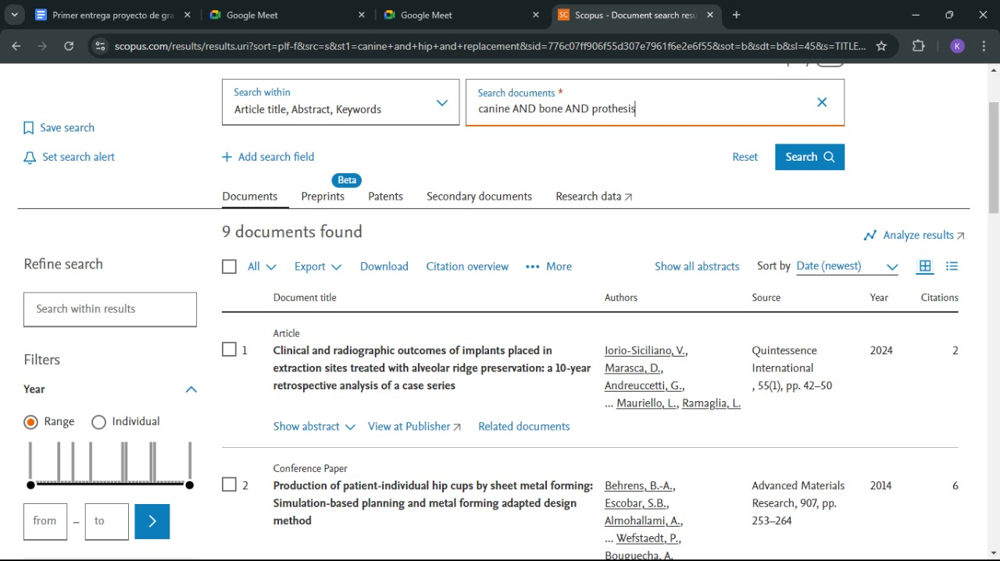 Primer entrega proyecto de gra
Google Meet
Google Meet
SC Scopus - Document search resu
scopus.com/results/results.uri?sort=plf-f&src=s&st1=canine+and+hip+and+replacement&sid=776c07ff906f55d307e7961f6e2e6f55&sot=b&sdt=b&sl=45&s=TITLE...
K
Search within
Article title, Abstract, Keywords
Search documents *
canine AND bone AND prothesis
Save search
Set search alert
Add search field
Reset
Search
Beta
Documents Preprints Patents Secondary documents Research data
9 documents found
Analyze results
Refine search
All Export Download Citation overview More Show all abstracts Sort by Date (newest)
Search within results
Document title Authors Source Year Citations
Filters
Year
Range Individual
from – to
Article
1 Clinical and radiographic outcomes of implants placed in
extraction sites treated with alveolar ridge preservation: a 10-year
retrospective analysis of a case series
Iorio-Siciliano, V.,
Marasca, D.,
Andreuccetti, G.,
... Mauriello, L., Ramaglia, L.
Quintessence
International
, 55(1), pp. 42–50
2024
2
Show abstract View at Publisher Related documents
Conference Paper
2 Production of patient-individual hip cups by sheet metal forming:
Simulation-based planning and metal forming adapted design
method
Behrens, B.-A.,
Escobar, S.B.,
Almohallami, A.,
... Wefstaedt, P.,
Bouguecha, A.
Advanced Materials
Research, 907, pp.
253–264
2014
6